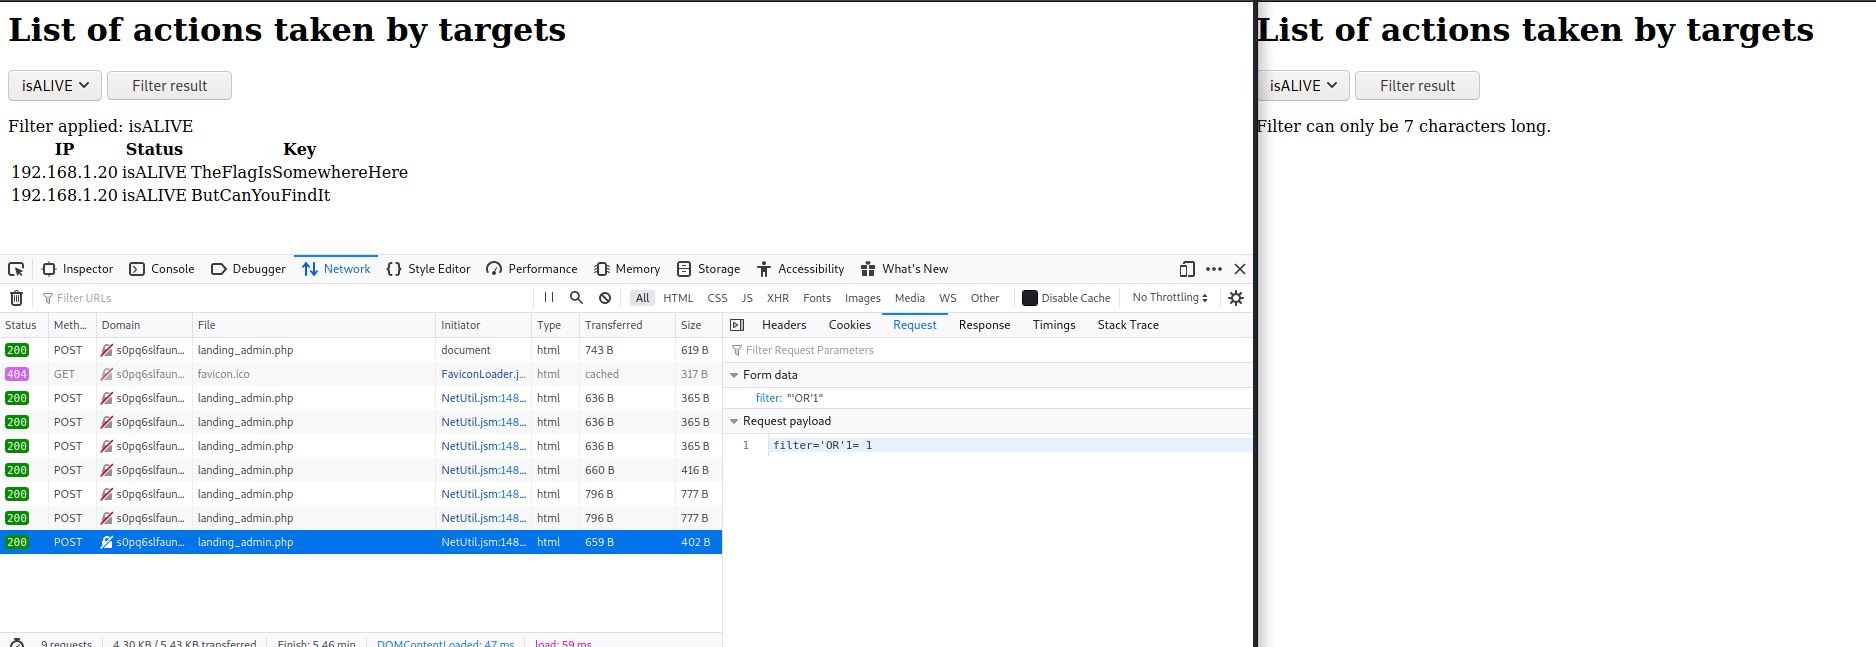 List of actions taken by targets
isALIVE Filter result
Filter applied: isALIVE
IP Status Key
192.168.1.20 isALIVE TheFlagIsSomewhereHere
192.168.1.20 isALIVE ButCanYouFindIt
List of actions taken by targets
isALIVE Filter result
Filter can only be 7 characters long.
Inspector Console Debugger Network Style Editor Performance Memory Storage Accessibility What's New
Filter URLs All HTML CSS JS XHR Fonts Images Media WS Other Disable Cache No Throttling
Status Meth... Domain File Initiator Type Transferred Size
200 POST s0pq6slfaun... landing_admin.php document html 743 B 619 B
404 GET s0pq6slfaun... favicon.ico FaviconLoader.j... html cached 317 B
200 POST s0pq6slfaun... landing_admin.php NetUtil.jsm:148... html 636 B 365 B
200 POST s0pq6slfaun... landing_admin.php NetUtil.jsm:148... html 636 B 365 B
200 POST s0pq6slfaun... landing_admin.php NetUtil.jsm:148... html 636 B 365 B
200 POST s0pq6slfaun... landing_admin.php NetUtil.jsm:148... html 660 B 416 B
200 POST s0pq6slfaun... landing_admin.php NetUtil.jsm:148... html 796 B 777 B
200 POST s0pq6slfaun... landing_admin.php NetUtil.jsm:148... html 796 B 777 B
200 POST s0pq6slfaun... landing_admin.php NetUtil.jsm:148... html 659 B 402 B
9 requests 4.30 KB / 5.43 KB transferred Finish: 5.46 min DOMContentLoaded: 47 ms load: 59 ms
Headers Cookies Request Response Timings Stack Trace
Filter Request Parameters
Form data
filter: "'OR'1"
Request payload
1 filter='OR'1= 1